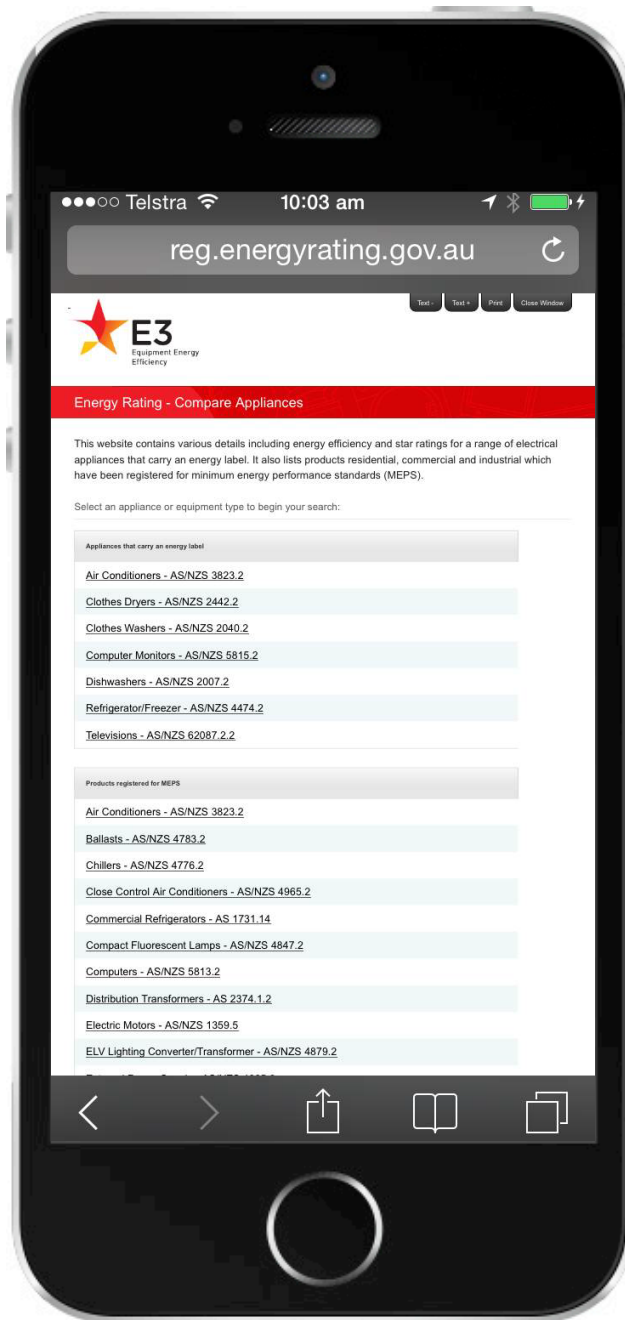 Telstra
10:03 am
reg.energyrating.gov.au
Text -
Text +
Print
Close Window
E3
Equipment Energy
Efficiency
Energy Rating - Compare Appliances
This website contains various details including energy efficiency and star ratings for a range of electrical
appliances that carry an energy label. It also lists products residential, commercial and industrial which
have been registered for minimum energy performance standards (MEPS).
Select an appliance or equipment type to begin your search:
Appliances that carry an energy label
Air Conditioners - AS/NZS 3823.2
Clothes Dryers - AS/NZS 2442.2
Clothes Washers - AS/NZS 2040.2
Computer Monitors - AS/NZS 5815.2
Dishwashers - AS/NZS 2007.2
Refrigerator/Freezer - AS/NZS 4474.2
Televisions - AS/NZS 62087.2.2
Products registered for MEPS
Air Conditioners - AS/NZS 3823.2
Ballasts - AS/NZS 4783.2
Chillers - AS/NZS 4776.2
Close Control Air Conditioners - AS/NZS 4965.2
Commercial Refrigerators - AS 1731.14
Compact Fluorescent Lamps - AS/NZS 4847.2
Computers - AS/NZS 5813.2
Distribution Transformers - AS 2374.1.2
Electric Motors - AS/NZS 1359.5
ELV Lighting Converter/Transformer - AS/NZS 4879.2